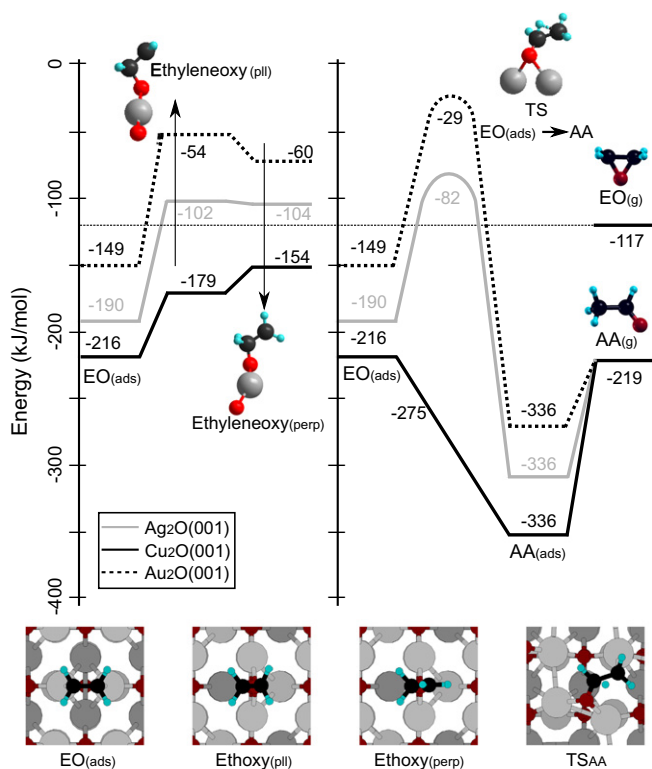 Energy (kJ/mol)
0
-100
-200
-300
-400
Ethyleneoxy(pll)
-54
-60
-102
-104
-149
-154
-179
-190
-216
EO(ads)
Ethyleneoxy(perp)
Ag2O(001)
Cu2O(001)
Au2O(001)
TS
EO(ads) AA
-29
-82
EO(g)
-117
-149
-190
-216
EO(ads)
-275
AA(g)
-219
-336
-336
-336
AA(ads)
EO(ads)
Ethoxy(pll)
Ethoxy(perp)
TSAA